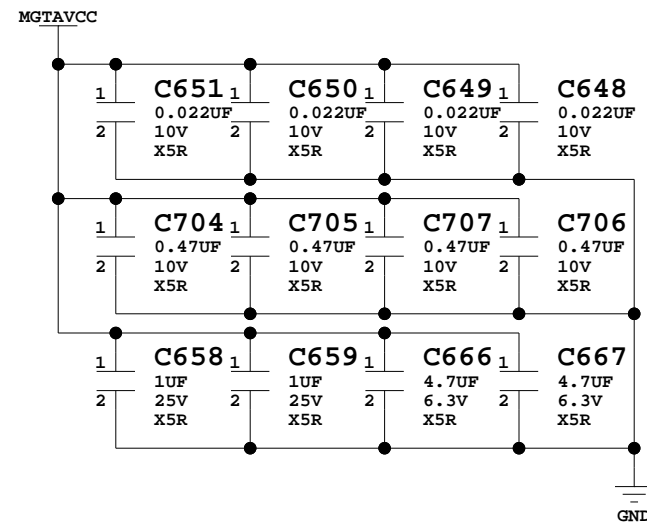 MGTAVCC
1 C651 1 C650 1 C649 1 C648
0.022UF 0.022UF 0.022UF 0.022UF
2 10V 2 10V 2 10V 2 10V
X5R X5R X5R X5R
1 C704 1 C705 1 C707 1 C706
0.47UF 0.47UF 0.47UF 0.47UF
2 10V 2 10V 2 10V 2 10V
X5R X5R X5R X5R
1 C658 1 C659 1 C666 1 C667
1UF 1UF 4.7UF 4.7UF
2 25V 2 25V 2 6.3V 2 6.3V
X5R X5R X5R X5R
GND